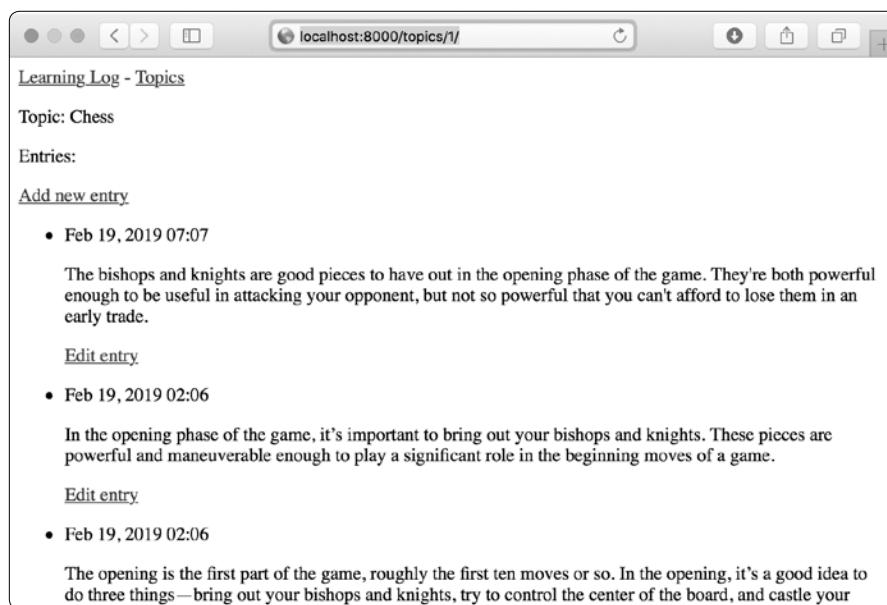 localhost:8000/topics/1/
Learning Log - Topics
Topic: Chess
Entries:
Add new entry
• Feb 19, 2019 07:07
The bishops and knights are good pieces to have out in the opening phase of the game. They're both powerful
enough to be useful in attacking your opponent, but not so powerful that you can't afford to lose them in an
early trade.
Edit entry
• Feb 19, 2019 02:06
In the opening phase of the game, it’s important to bring out your bishops and knights. These pieces are
powerful and maneuverable enough to play a significant role in the beginning moves of a game.
Edit entry
• Feb 19, 2019 02:06
The opening is the first part of the game, roughly the first ten moves or so. In the opening, it’s a good idea to
do three things—bring out your bishops and knights, try to control the center of the board, and castle your